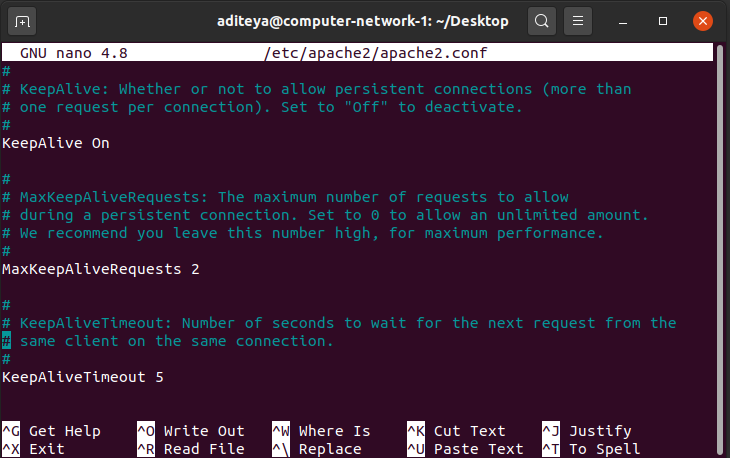 aditeya@computer-network-1: ~/Desktop
GNU nano 4.8 /etc/apache2/apache2.conf
#
# KeepAlive: Whether or not to allow persistent connections (more than
# one request per connection). Set to "Off" to deactivate.
#
KeepAlive On
#
# MaxKeepAliveRequests: The maximum number of requests to allow
# during a persistent connection. Set to 0 to allow an unlimited amount.
# We recommend you leave this number high, for maximum performance.
#
MaxKeepAliveRequests 2
#
# KeepAliveTimeout: Number of seconds to wait for the next request from the
# same client on the same connection.
#
KeepAliveTimeout 5
^G Get Help ^O Write Out ^W Where Is ^K Cut Text ^J Justify
^X Exit ^R Read File ^\ Replace ^U Paste Text ^T To Spell